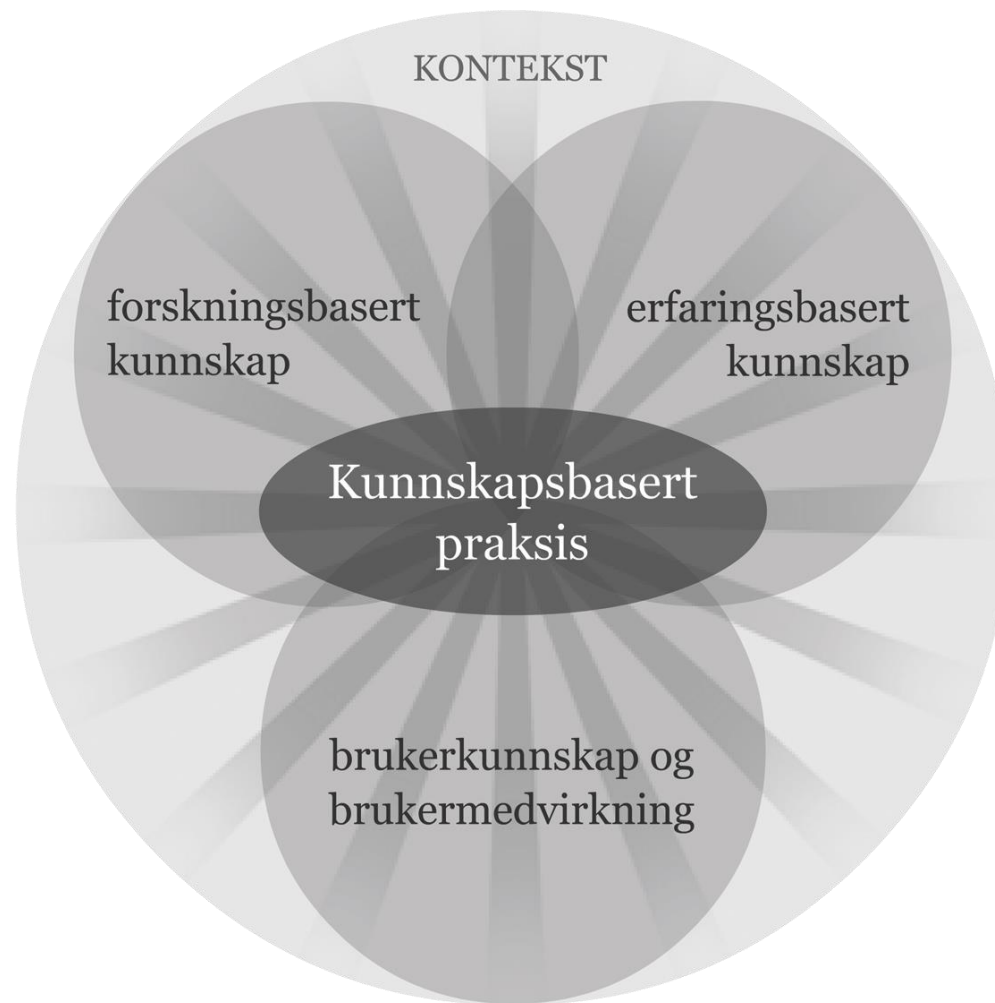 KONTEKST
forskningsbasert
kunnskap
erfaringsbasert
kunnskap
Kunnskapsbasert
praksis
brukerkunnskap og
brukermedvirkning